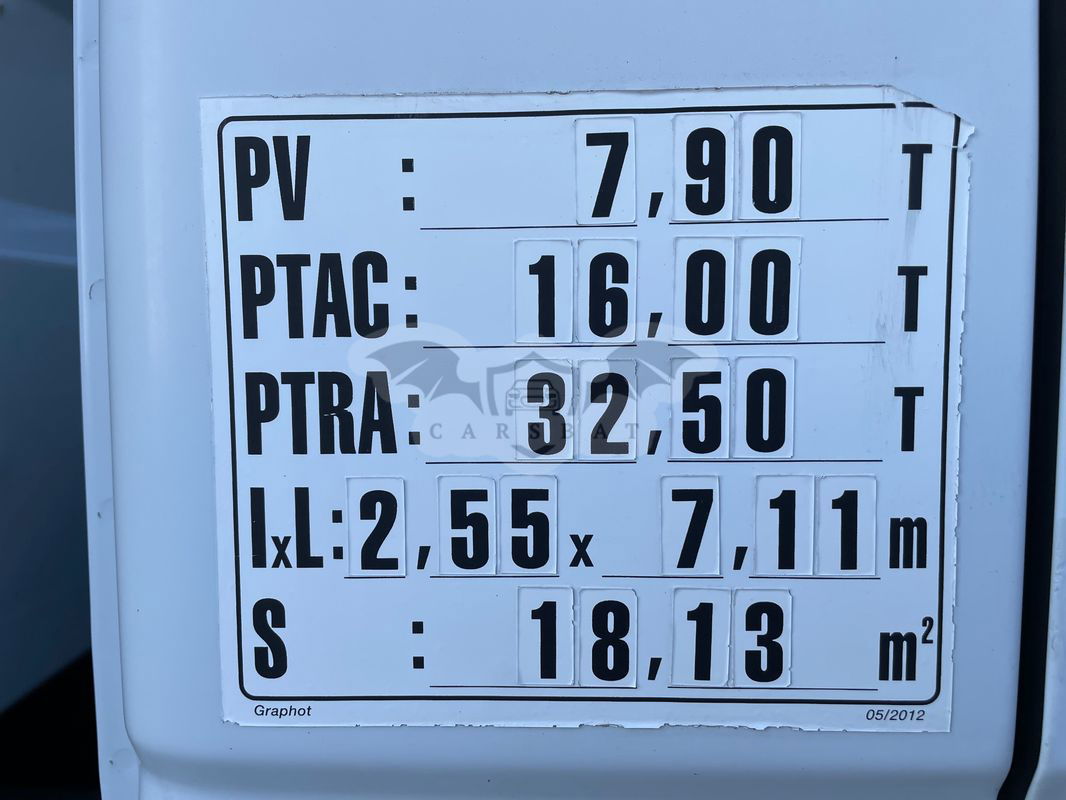 PV : 7,90 T
PTAC : 16,00 T
PTRA : 32,50 T
CARSBAT
lxL : 2,55 x 7,11 m
S : 18,13 m²
Graphot 05/2012